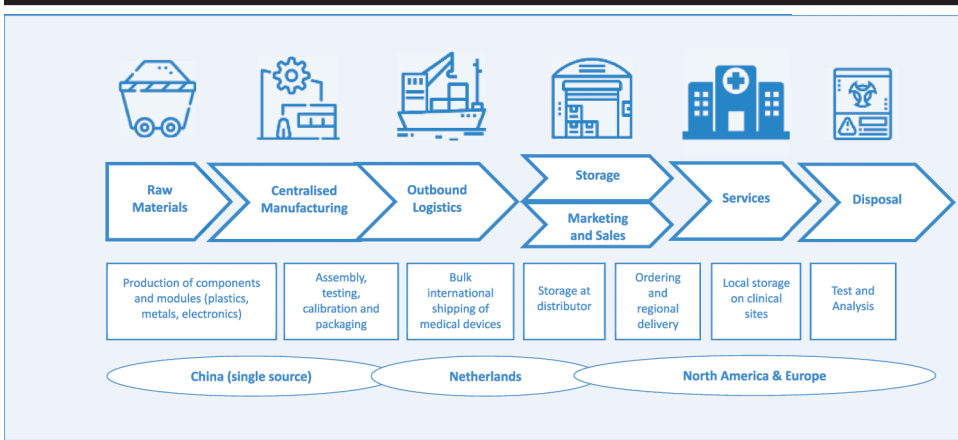 Raw
Materials
Centralised
Manufacturing
Outbound
Logistics
Storage
Marketing
and Sales
Services
Disposal
Production of components
and modules (plastics,
metals, electronics)
Assembly,
testing,
calibration and
packaging
Bulk
international
shipping of
medical devices
Storage at
distributor
Ordering
and
regional
delivery
Local storage
on clinical
sites
Test and
Analysis
China (single source)
Netherlands
North America & Europe